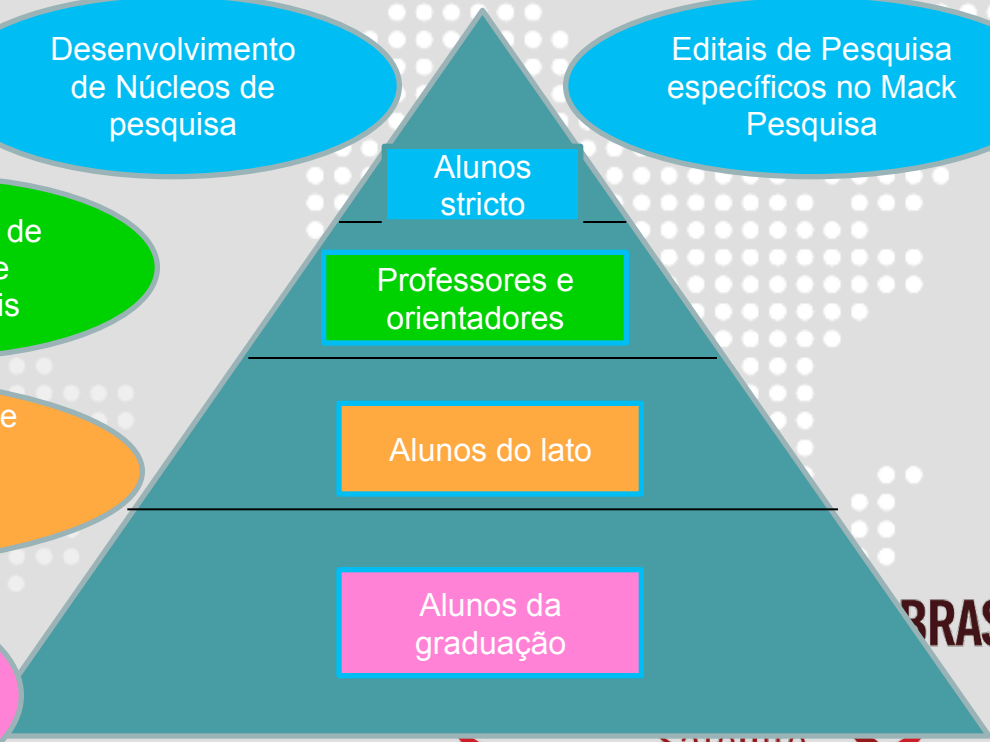 Desenvolvimento
de Núcleos de
pesquisa
Editais de Pesquisa
específicos no Mack
Pesquisa
Alunos
stricto
de
e
is
Professores e
orientadores
e
Alunos do lato
Alunos da
graduação
BRAS